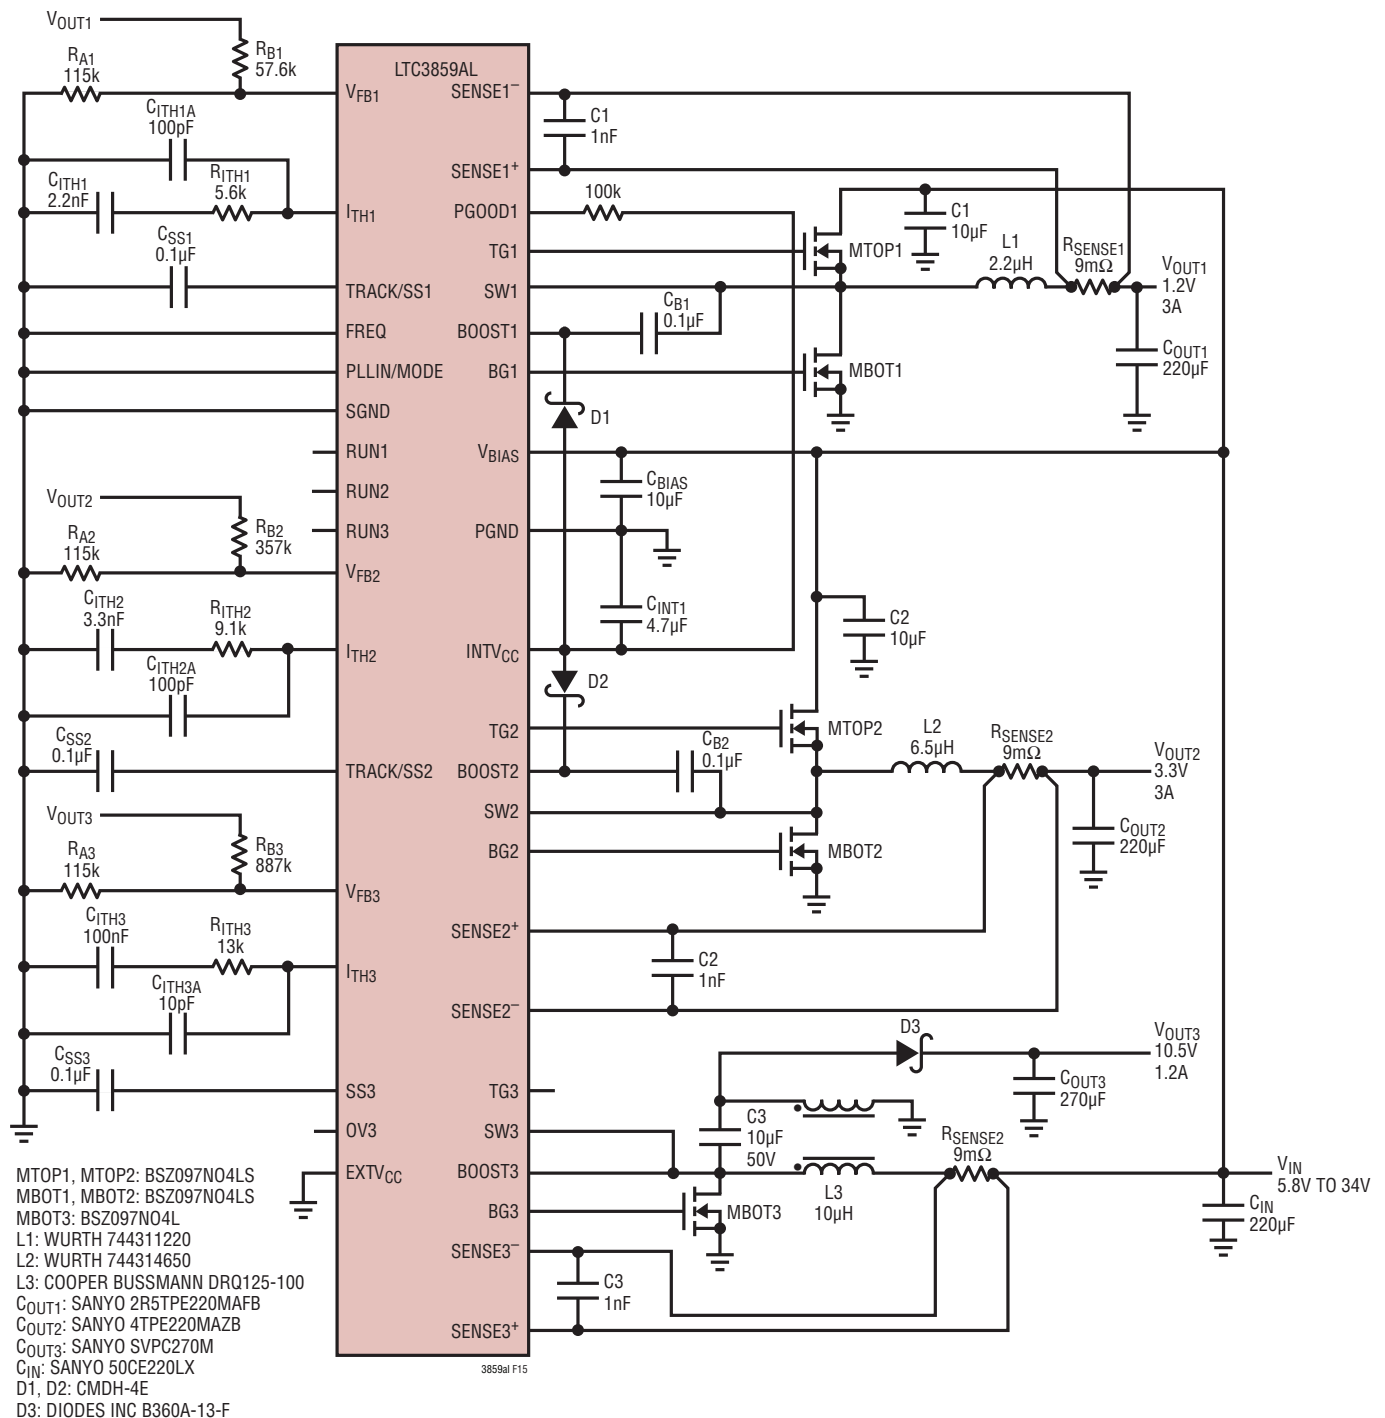 VOUT1
RA1
115k
RB1
57.6k
CITH1A
100pF
CITH1
2.2nF
RITH1
5.6k
CSS1
0.1µF
VOUT2
RA2
115k
RB2
357k
CITH2
3.3nF
RITH2
9.1k
CITH2A
100pF
CSS2
0.1µF
VOUT3
RA3
115k
RB3
887k
CITH3
100nF
RITH3
13k
CITH3A
10pF
CSS3
0.1µF
LTC3859AL
VFB1
ITH1
TRACK/SS1
FREQ
PLLIN/MODE
SGND
RUN1
RUN2
RUN3
VFB2
ITH2
TRACK/SS2
VFB3
ITH3
SS3
OV3
EXTVCC
SENSE1–
SENSE1+
PGOOD1
TG1
SW1
BOOST1
BG1
VBIAS
PGND
INTVCC
TG2
BOOST2
SW2
BG2
SENSE2+
SENSE2–
TG3
SW3
BOOST3
BG3
SENSE3–
SENSE3+
C1
1nF
100k
MTOP1
C1
10µF
L1
2.2µH
RSENSE1
9mΩ
VOUT1
1.2V
3A
CB1
0.1µF
MBOT1
COUT1
220µF
D1
CBIAS
10µF
CINT1
4.7µF
C2
10µF
D2
MTOP2
L2
6.5µH
RSENSE2
9mΩ
VOUT2
3.3V
3A
CB2
0.1µF
MBOT2
COUT2
220µF
C2
1nF
D3
VOUT3
10.5V
1.2A
COUT3
270µF
C3
10µF
50V
RSENSE2
9mΩ
L3
10µH
VIN
5.8V TO 34V
CIN
220µF
MBOT3
C3
1nF
MTOP1, MTOP2: BSZ097NO4LS
MBOT1, MBOT2: BSZ097NO4LS
MBOT3: BSZ097NO4L
L1: WURTH 744311220
L2: WURTH 744314650
L3: COOPER BUSSMANN DRQ125-100
COUT1: SANYO 2R5TPE220MAFB
COUT2: SANYO 4TPE220MAZB
COUT3: SANYO SVPC270M
CIN: SANYO 50CE220LX
D1, D2: CMDH-4E
D3: DIODES INC B360A-13-F
3859al F15